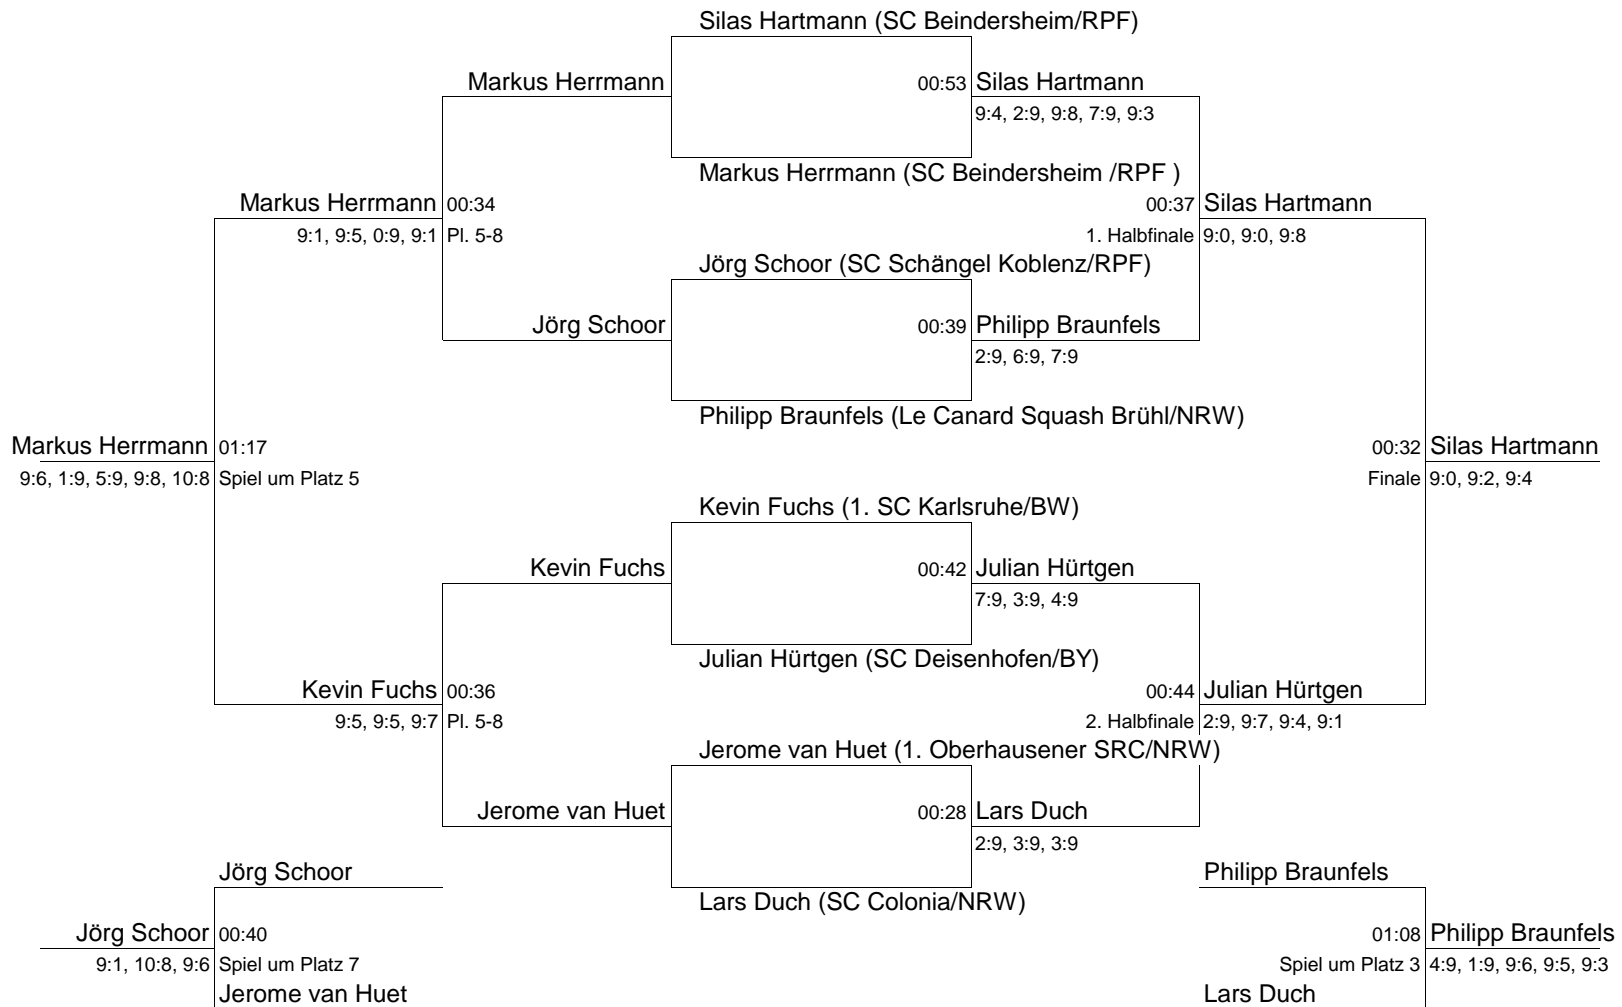 Silas Hartmann (SC Beindersheim/RPF)
Markus Herrmann
00:53 Silas Hartmann
9:4, 2:9, 9:8, 7:9, 9:3
Markus Herrmann (SC Beindersheim /RPF )
Markus Herrmann 00:34
00:37 Silas Hartmann
9:1, 9:5, 0:9, 9:1 Pl. 5-8
1. Halbfinale 9:0, 9:0, 9:8
Jörg Schoor (SC Schängel Koblenz/RPF)
Jörg Schoor
00:39 Philipp Braunfels
2:9, 6:9, 7:9
Philipp Braunfels (Le Canard Squash Brühl/NRW)
Markus Herrmann 01:17
00:32 Silas Hartmann
9:6, 1:9, 5:9, 9:8, 10:8 Spiel um Platz 5
Finale 9:0, 9:2, 9:4
Kevin Fuchs (1. SC Karlsruhe/BW)
Kevin Fuchs
00:42 Julian Hürtgen
7:9, 3:9, 4:9
Julian Hürtgen (SC Deisenhofen/BY)
Kevin Fuchs 00:36
00:44 Julian Hürtgen
9:5, 9:5, 9:7 Pl. 5-8
2. Halbfinale 2:9, 9:7, 9:4, 9:1
Jerome van Huet (1. Oberhausener SRC/NRW)
Jerome van Huet
00:28 Lars Duch
2:9, 3:9, 3:9
Jörg Schoor
Philipp Braunfels
Lars Duch (SC Colonia/NRW)
Jörg Schoor 00:40
01:08 Philipp Braunfels
9:1, 10:8, 9:6 Spiel um Platz 7
Spiel um Platz 3 4:9, 1:9, 9:6, 9:5, 9:3
Jerome van Huet
Lars Duch